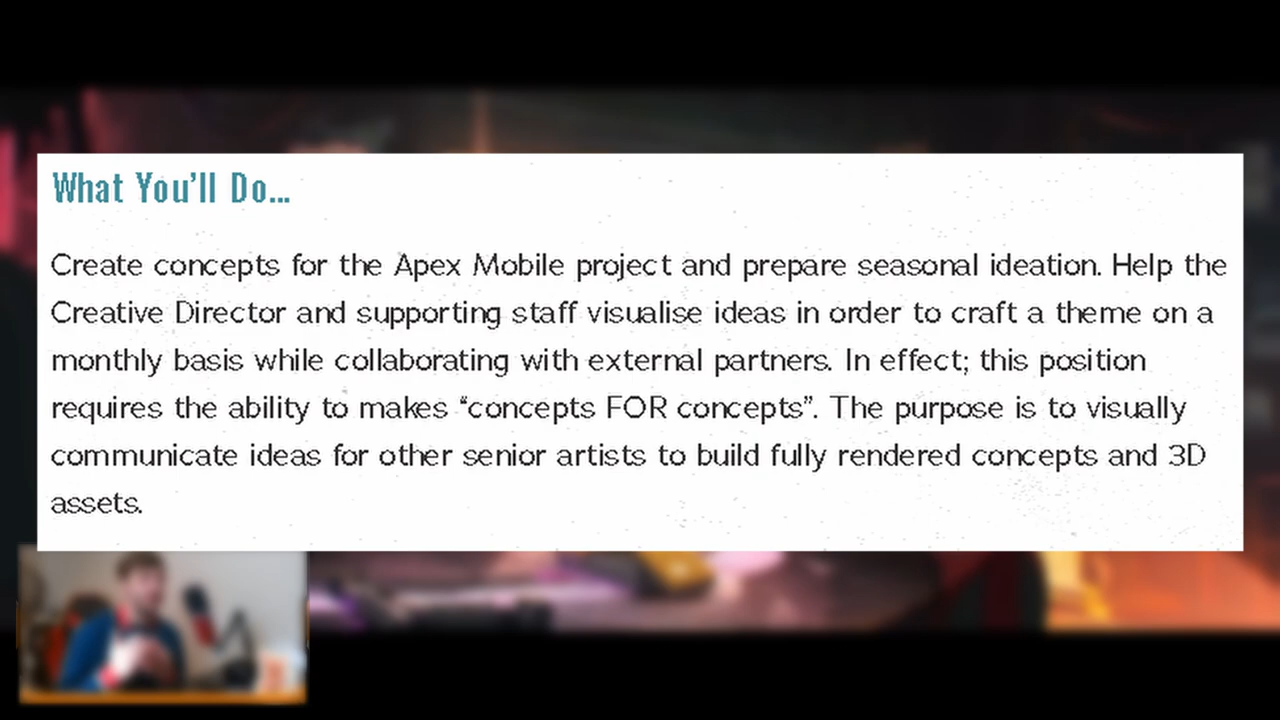 What You'll Do...
Create concepts for the Apex Mobile project and prepare seasonal ideation. Help the
Creative Director and supporting staff visualise ideas in order to craft a theme on a
monthly basis while collaborating with external partners. In effect; this position
requires the ability to makes “concepts FOR concepts”. The purpose is to visually
communicate ideas for other senior artists to build fully rendered concepts and 3D
assets.